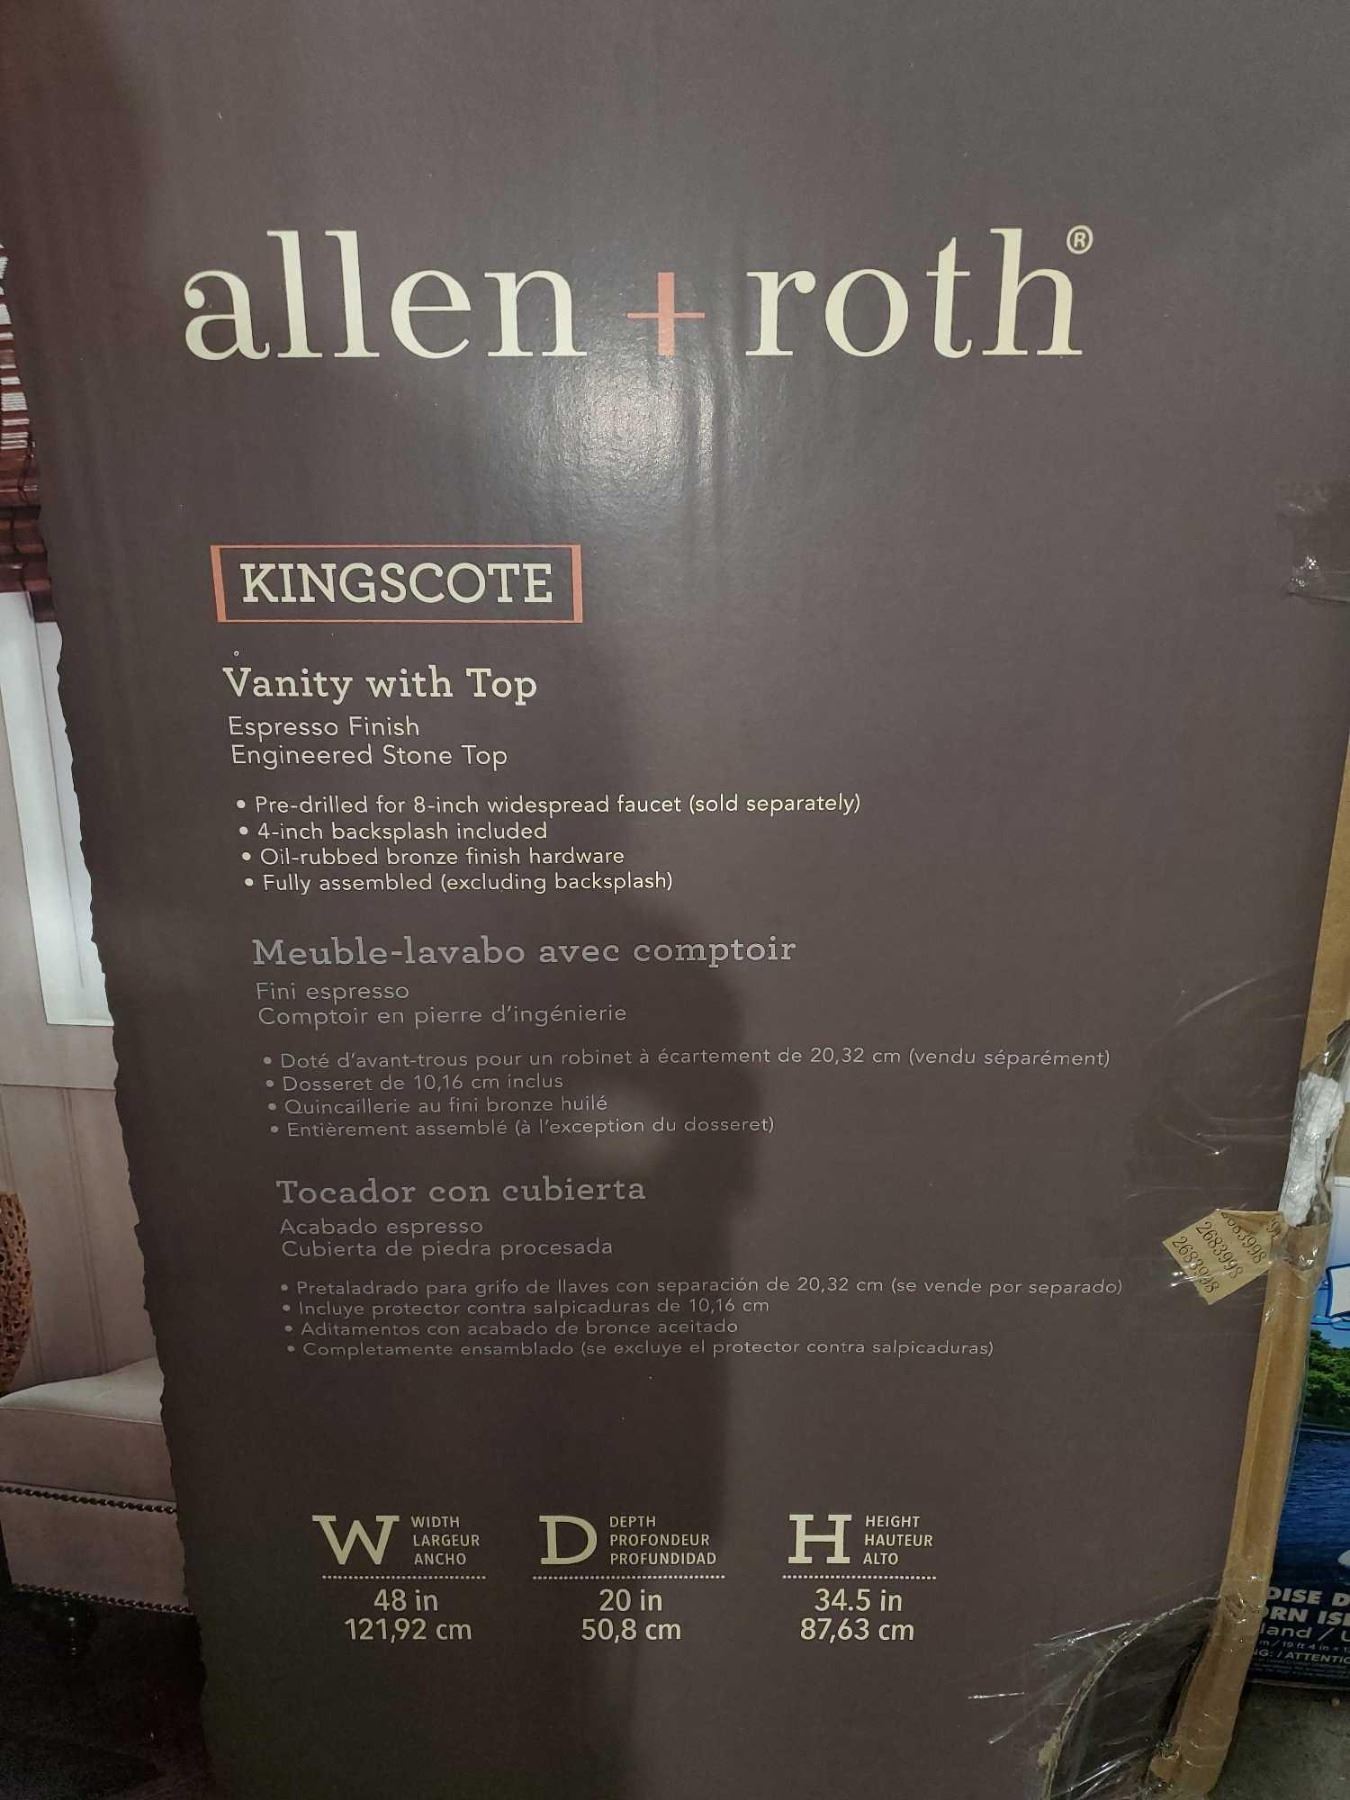 allen + roth®
KINGSCOTE
Vanity with Top
Espresso Finish
Engineered Stone Top
• Pre-drilled for 8-inch widespread faucet (sold separately)
• 4-inch backsplash included
• Oil-rubbed bronze finish hardware
• Fully assembled (excluding backsplash)
Meuble-lavabo avec comptoir
Fini espresso
Comptoir en pierre d'ingénierie
• Doté d'avant-trous pour un robinet à écartement de 20,32 cm (vendu séparément)
• Dosseret de 10,16 cm inclus
• Quincaillerie au fini bronze huilé
• Entièrement assemblé (à l'exception du dosseret)
Tocador con cubierta
Acabado espresso
Cubierta de piedra procesada
• Pretaladrado para grifo de llaves con separación de 20,32 cm (se vende por separado)
• Incluye protector contra salpicaduras de 10,16 cm
• Aditamentos con acabado de bronce aceitado
• Completamente ensamblado (se excluye el protector contra salpicaduras)
W WIDTH LARGEUR ANCHO
48 in
121,92 cm
D DEPTH PROFONDEUR PROFUNDIDAD
20 in
50,8 cm
H HEIGHT HAUTEUR ALTO
34.5 in
87,63 cm
2683998